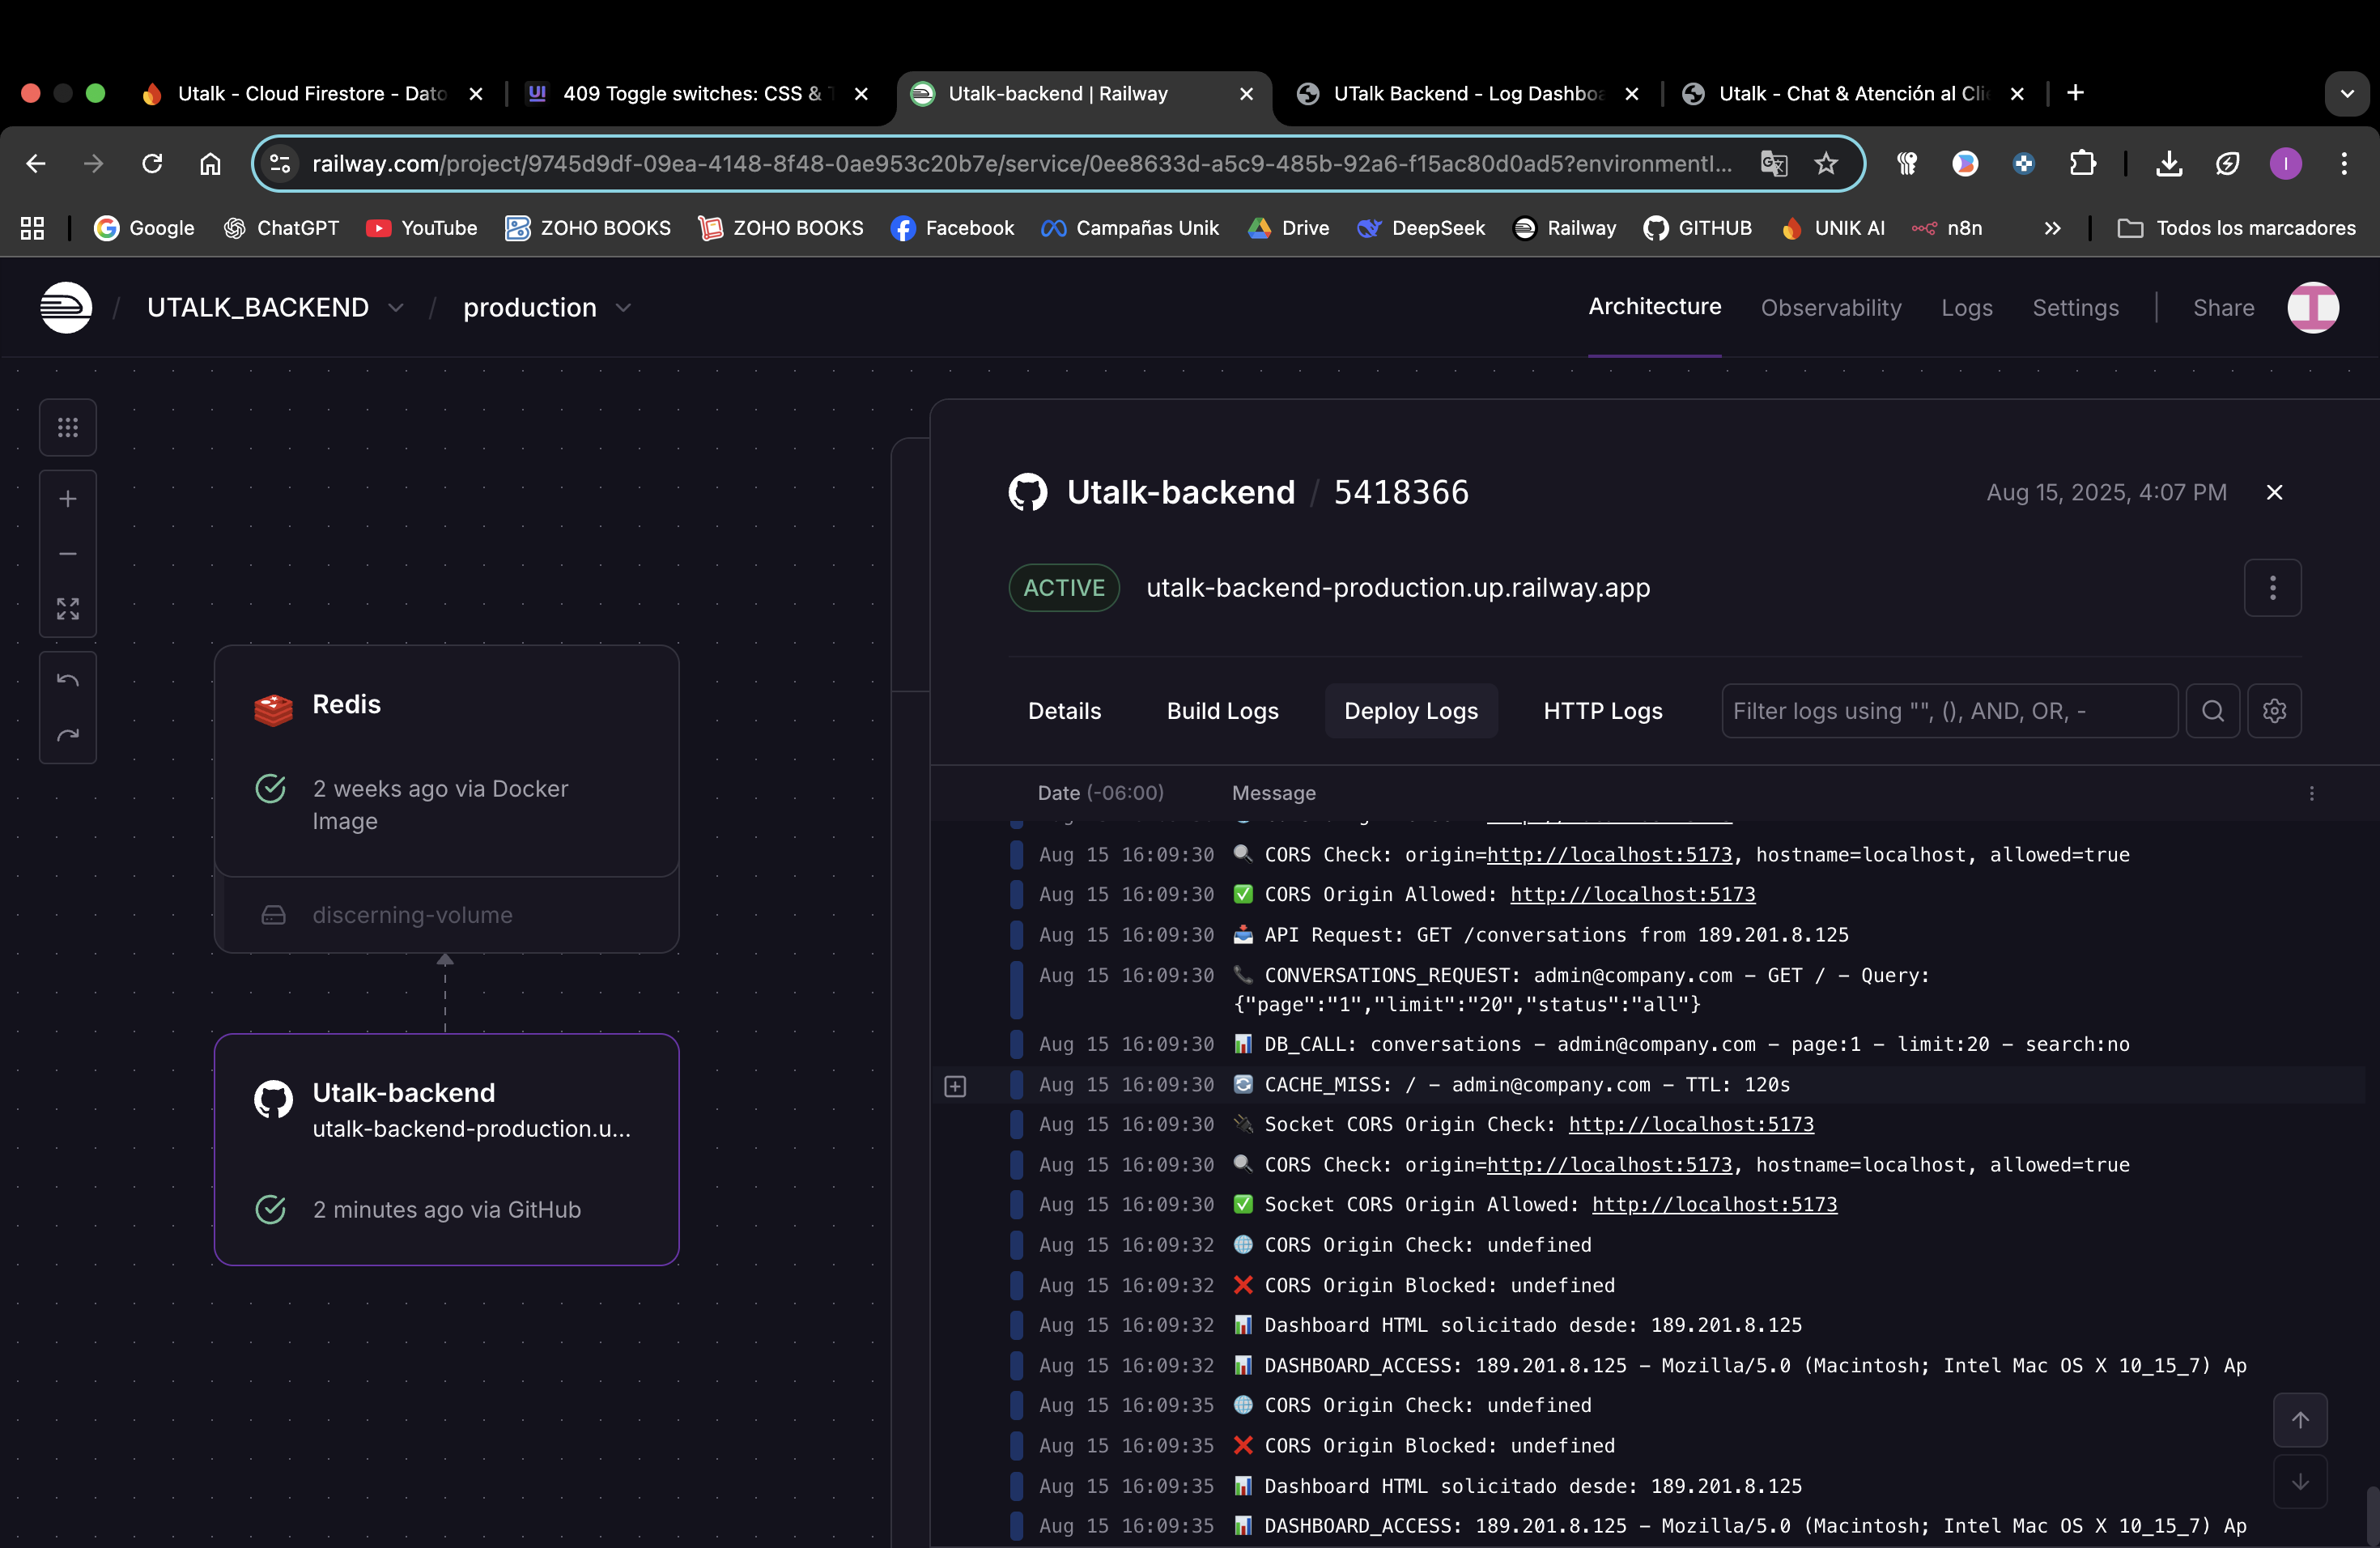 Utalk - Cloud Firestore - Dato
409 Toggle switches: CSS & T
Utalk-backend | Railway
UTalk Backend - Log Dashboa
Utalk - Chat & Atención al Clie
railway.com/project/9745d9df-09ea-4148-8f48-0ae953c20b7e/service/0ee8633d-a5c9-485b-92a6-f15ac80d0ad5?environmentI...
Google
ChatGPT
YouTube
ZOHO BOOKS
ZOHO BOOKS
Facebook
Campañas Unik
Drive
DeepSeek
Railway
GITHUB
UNIK AI
n8n
Todos los marcadores
/ UTALK_BACKEND / production
Architecture
Observability
Logs
Settings
Share
Redis
2 weeks ago via Docker
Image
discerning-volume
Utalk-backend
utalk-backend-production.u...
2 minutes ago via GitHub
Utalk-backend / 5418366
Aug 15, 2025, 4:07 PM
ACTIVE
utalk-backend-production.up.railway.app
Details
Build Logs
Deploy Logs
HTTP Logs
Filter logs using "", (), AND, OR, -
Date (-06:00) Message
Aug 15 16:09:30 🔍 CORS Check: origin=http://localhost:5173, hostname=localhost, allowed=true
Aug 15 16:09:30 ✅ CORS Origin Allowed: http://localhost:5173
Aug 15 16:09:30 📥 API Request: GET /conversations from 189.201.8.125
Aug 15 16:09:30 📞 CONVERSATIONS_REQUEST: admin@company.com - GET / - Query:
{"page":"1","limit":"20","status":"all"}
Aug 15 16:09:30 📊 DB_CALL: conversations - admin@company.com - page:1 - limit:20 - search:no
Aug 15 16:09:30 🔄 CACHE_MISS: / - admin@company.com - TTL: 120s
Aug 15 16:09:30 🔌 Socket CORS Origin Check: http://localhost:5173
Aug 15 16:09:30 🔍 CORS Check: origin=http://localhost:5173, hostname=localhost, allowed=true
Aug 15 16:09:30 ✅ Socket CORS Origin Allowed: http://localhost:5173
Aug 15 16:09:32 🌐 CORS Origin Check: undefined
Aug 15 16:09:32 ❌ CORS Origin Blocked: undefined
Aug 15 16:09:32 📊 Dashboard HTML solicitado desde: 189.201.8.125
Aug 15 16:09:32 📊 DASHBOARD_ACCESS: 189.201.8.125 - Mozilla/5.0 (Macintosh; Intel Mac OS X 10_15_7) Ap
Aug 15 16:09:35 🌐 CORS Origin Check: undefined
Aug 15 16:09:35 ❌ CORS Origin Blocked: undefined
Aug 15 16:09:35 📊 Dashboard HTML solicitado desde: 189.201.8.125
Aug 15 16:09:35 📊 DASHBOARD_ACCESS: 189.201.8.125 - Mozilla/5.0 (Macintosh; Intel Mac OS X 10_15_7) Ap